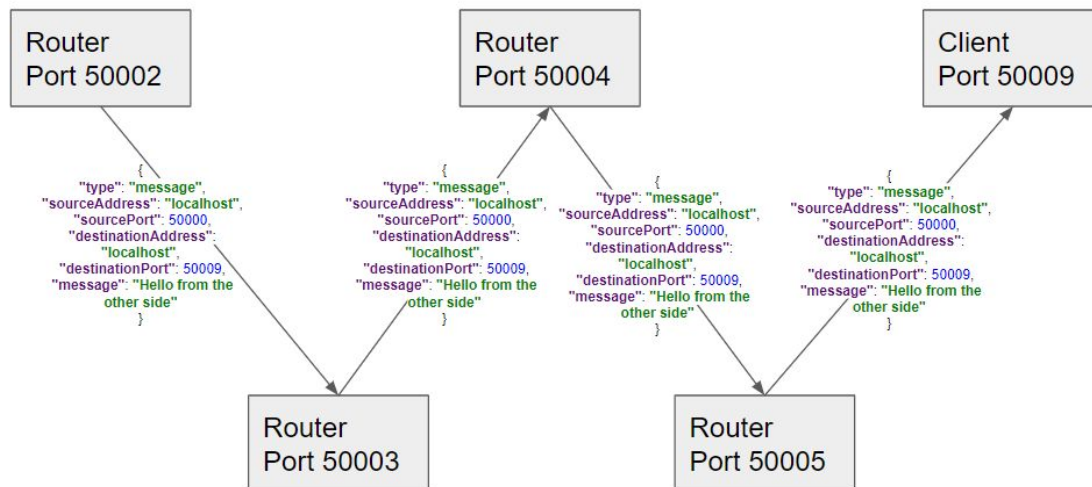 Router
Port 50002
Router
Port 50004
Client
Port 50009
{
"type": "message",
"sourceAddress": "localhost",
"sourcePort": 50000,
"destinationAddress":
"localhost",
"destinationPort": 50009,
"message": "Hello from the
other side"
}
{
"type": "message",
"sourceAddress": "localhost",
"sourcePort": 50000,
"destinationAddress":
"localhost",
"destinationPort": 50009,
"message": "Hello from the
other side"
}
{
"type": "message",
"sourceAddress": "localhost",
"sourcePort": 50000,
"destinationAddress":
"localhost",
"destinationPort": 50009,
"message": "Hello from the
other side"
}
{
"type": "message",
"sourceAddress": "localhost",
"sourcePort": 50000,
"destinationAddress":
"localhost",
"destinationPort": 50009,
"message": "Hello from the
other side"
}
Router
Port 50003
Router
Port 50005